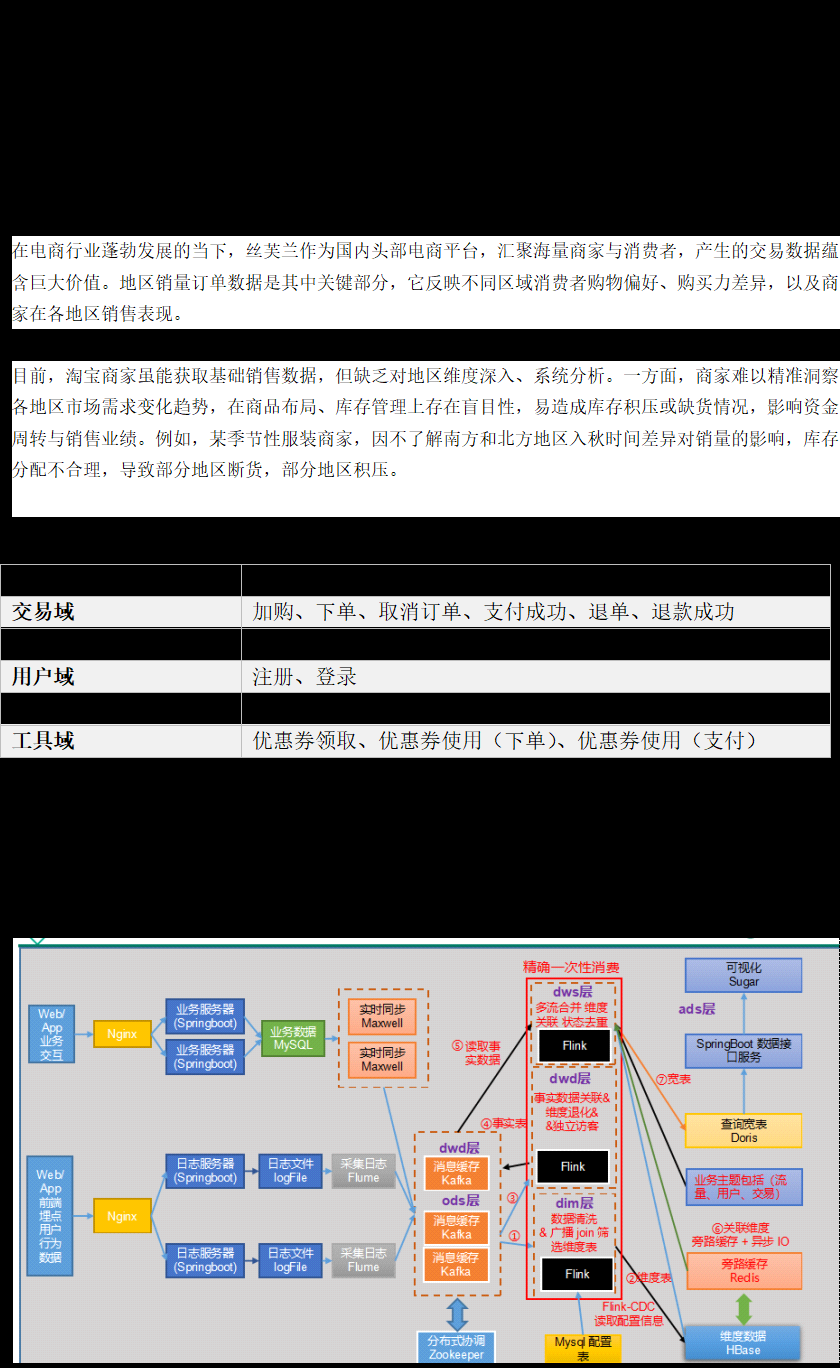 在电商行业蓬勃发展的当下，丝芙兰作为国内头部电商平台，汇聚海量商家与消费者，产生的交易数据蕴
含巨大价值。地区销量订单数据是其中关键部分，它反映不同区域消费者购物偏好、购买力差异，以及商
家在各地区销售表现。
目前，淘宝商家虽能获取基础销售数据，但缺乏对地区维度深入、系统分析。一方面，商家难以精准洞察
各地区市场需求变化趋势，在商品布局、库存管理上存在盲目性，易造成库存积压或缺货情况，影响资金
周转与销售业绩。例如，某季节性服装商家，因不了解南方和北方地区入秋时间差异对销量的影响，库存
分配不合理，导致部分地区断货，部分地区积压。
交易域 加购、下单、取消订单、支付成功、退单、退款成功
用户域 注册、登录
工具域 优惠券领取、优惠券使用（下单）、优惠券使用（支付）
Web/
App
业务
交互
Nginx
业务服务器
(Springboot)
业务服务器
(Springboot)
业务数据
MySQL
实时同步
Maxwell
实时同步
Maxwell
Web/
App
前端
埋点
用户
行为
数据
Nginx
日志服务器
(Springboot)
日志文件
logFile
采集日志
Flume
日志服务器
(Springboot)
日志文件
logFile
采集日志
Flume
dwd层
消息缓存
Kafka
ods层
消息缓存
Kafka
消息缓存
Kafka
分布式协调
Zookeeper
⑤读取事
实数据
④事实表
③
①
精确一次性消费
dws层
多流合并 维度
关联 状态去重
Flink
dwd层
事实数据关联&
维度退化&
&独立访客
Flink
dim层
数据清洗
& 广播 join 筛
选维度表
Flink
②维度表
Flink-CDC
读取配置信息
Mysql 配置
表
可视化
Sugar
ads层
SpringBoot 数据接
口服务
⑦宽表
查询宽表
Doris
业务主题包括（流
量、用户、交易）
⑥关联维度
旁路缓存 + 异步 IO
旁路缓存
Redis
维度数据
HBase